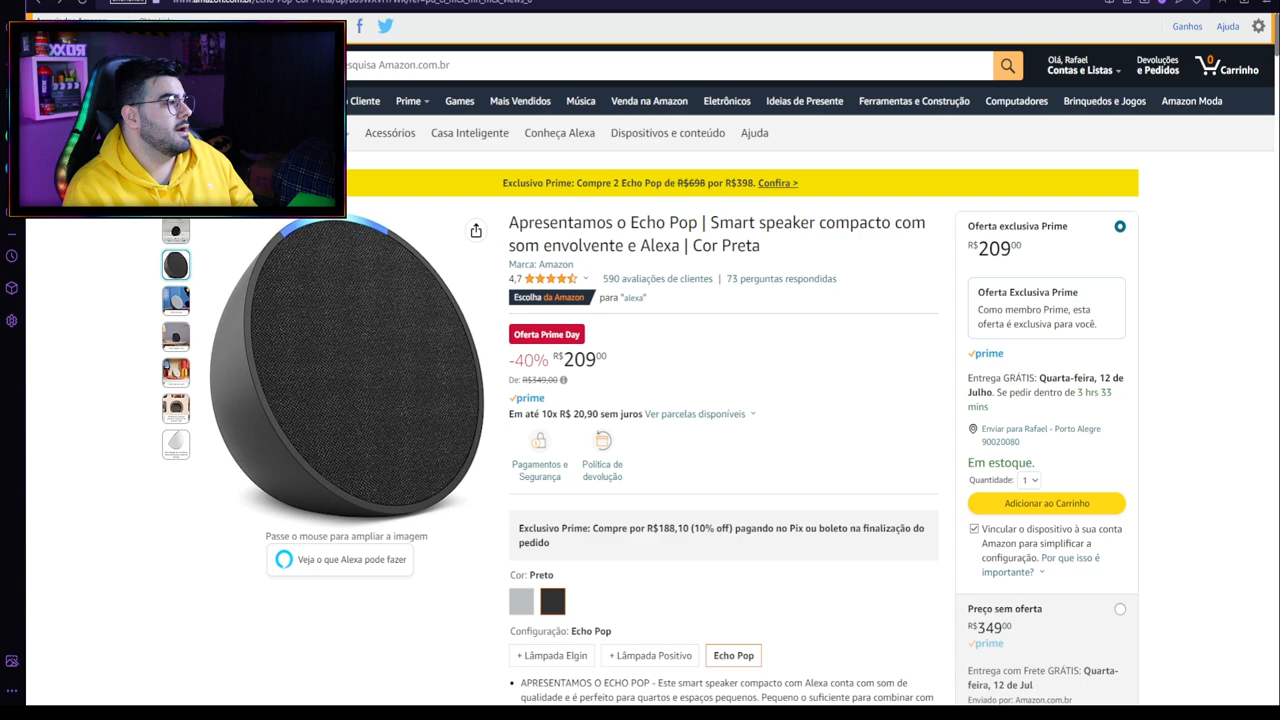 Ganhos
Ajuda
squisa Amazon.com.br
Olá, Rafael
Contas e Listas
Devoluções
e Pedidos
0
Carrinho
o Cliente
Prime
Games
Mais Vendidos
Música
Venda na Amazon
Eletrônicos
Ideias de Presente
Ferramentas e Construção
Computadores
Brinquedos e Jogos
Amazon Moda
Acessórios
Casa Inteligente
Conheça Alexa
Dispositivos e conteúdo
Ajuda
Exclusivo Prime: Compre 2 Echo Pop de R$698 por R$398. Confira >
Apresentamos o Echo Pop | Smart speaker compacto com
som envolvente e Alexa | Cor Preta
Marca: Amazon
4,7
590 avaliações de clientes | 73 perguntas respondidas
Escolha da Amazon para "alexa"
Oferta Prime Day
-40% R$20900
De: R$349,00
prime
Em até 10x R$ 20,90 sem juros Ver parcelas disponíveis
Pagamentos e
Segurança
Política de
devolução
Exclusivo Prime: Compre por R$188,10 (10% off) pagando no Pix ou boleto na finalização do
pedido
Cor: Preto
Configuração: Echo Pop
+ Lâmpada Elgin
+ Lâmpada Positivo
Echo Pop
• APRESENTAMOS O ECHO POP - Este smart speaker compacto com Alexa conta com som de
qualidade e é perfeito para quartos e espaços pequenos. Pequeno o suficiente para combinar com
Passe o mouse para ampliar a imagem
Veja o que Alexa pode fazer
Oferta exclusiva Prime
R$20900
Oferta Exclusiva Prime
Como membro Prime, esta
oferta é exclusiva para você.
prime
Entrega GRÁTIS: Quarta-feira, 12 de
Julho. Se pedir dentro de 3 hrs 33
mins
Enviar para Rafael - Porto Alegre
90020080
Em estoque.
Quantidade: 1
Adicionar ao Carrinho
Vincular o dispositivo à sua conta
Amazon para simplificar a
configuração. Por que isso é
importante?
Preço sem oferta
R$34900
prime
Entrega com Frete GRÁTIS: Quarta-
feira, 12 de Jul
Enviado por: Amazon.com.br